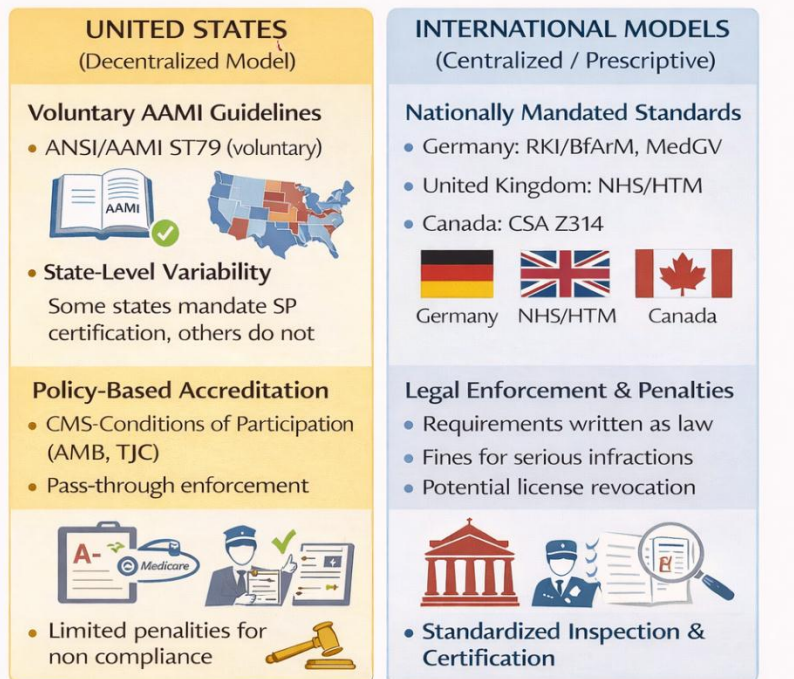 UNITED STATES
(Decentralized Model)
Voluntary AAMI Guidelines
• ANSI/AAMI ST79 (voluntary)
AAMI
• State-Level Variability
Some states mandate SP
certification, others do not
Policy-Based Accreditation
• CMS-Conditions of Participation
(AMB, TJC)
• Pass-through enforcement
A-
Medicare
• Limited penalities for
non compliance
INTERNATIONAL MODELS
(Centralized / Prescriptive)
Nationally Mandated Standards
• Germany: RKI/BfArM, MedGV
• United Kingdom: NHS/HTM
• Canada: CSA Z314
Germany
NHS/HTM
Canada
Legal Enforcement & Penalties
• Requirements written as law
• Fines for serious infractions
• Potential license revocation
• Standardized Inspection &
Certification